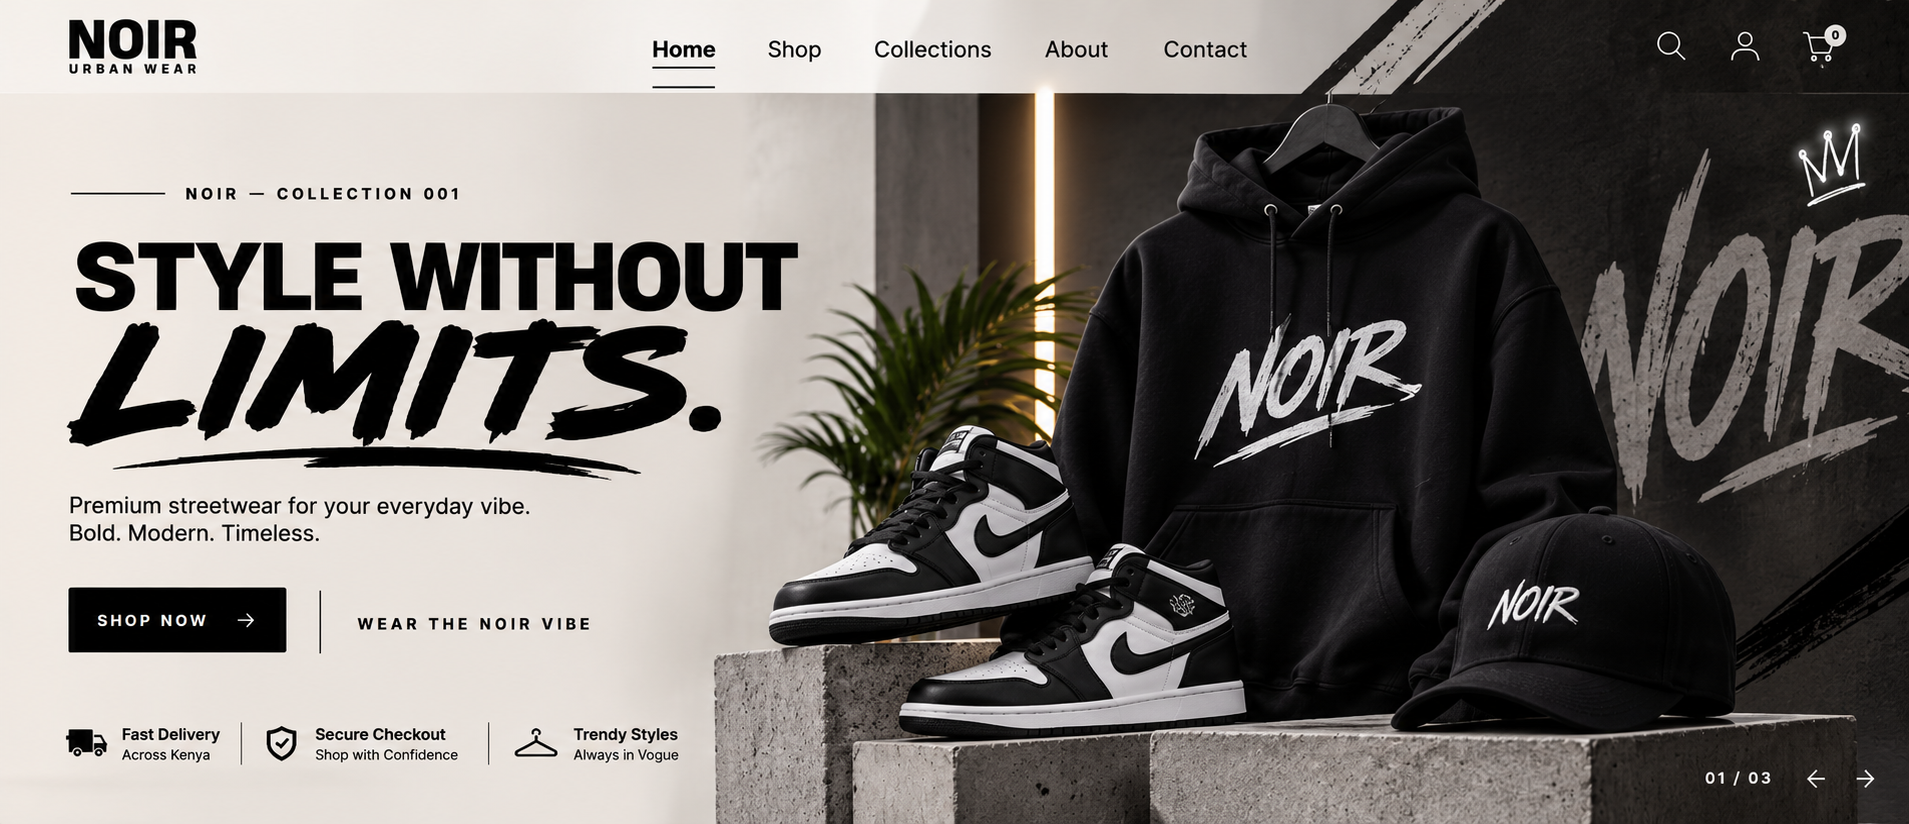 NOIR
URBAN WEAR
Home Shop Collections About Contact
0
NOIR — COLLECTION 001
STYLE WITHOUT
LIMITS.
Premium streetwear for your everyday vibe.
Bold. Modern. Timeless.
SHOP NOW → WEAR THE NOIR VIBE
Fast Delivery
Across Kenya
Secure Checkout
Shop with Confidence
Trendy Styles
Always in Vogue
NOIR
NOIR
NOIR
01 / 03 ← →